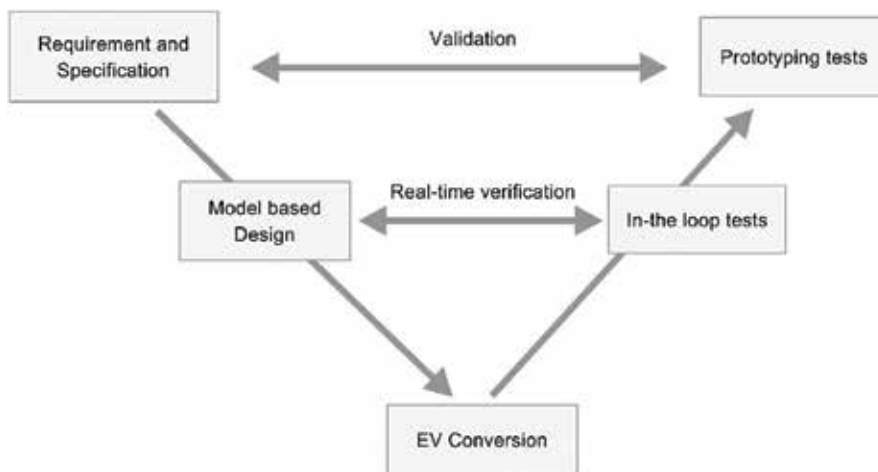 Requirement and
Specification
Validation
Prototyping tests
Model based
Design
Real-time verification
In-the loop tests
EV Conversion